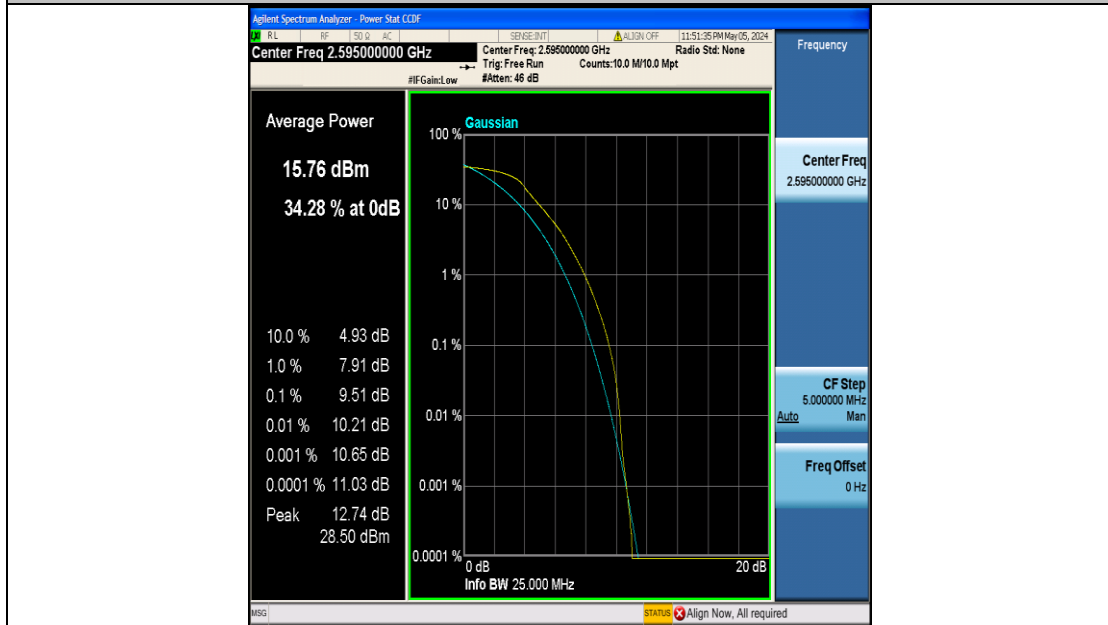 Agilent Spectrum Analyzer - Power Stat CCDF
RL RF 50 Ω AC SENSE:INT ALIGN OFF 11:51:35 PM May 05, 2024
Center Freq 2.595000000 GHz
Center Freq: 2.595000000 GHz Radio Std: None
Trig: Free Run Counts:10.0 M/10.0 Mpt
#IFGain:Low #Atten: 46 dB
Frequency
Average Power
15.76 dBm
34.28 % at 0dB
10.0 % 4.93 dB
1.0 % 7.91 dB
0.1 % 9.51 dB
0.01 % 10.21 dB
0.001 % 10.65 dB
0.0001 % 11.03 dB
Peak 12.74 dB
28.50 dBm
Gaussian
100 %
10 %
1 %
0.1 %
0.01 %
0.001 %
0.0001 %
0 dB 20 dB
Info BW 25.000 MHz
Center Freq
2.595000000 GHz
CF Step
5.000000 MHz
Auto Man
Freq Offset
0 Hz
MSG STATUS Align Now, All required